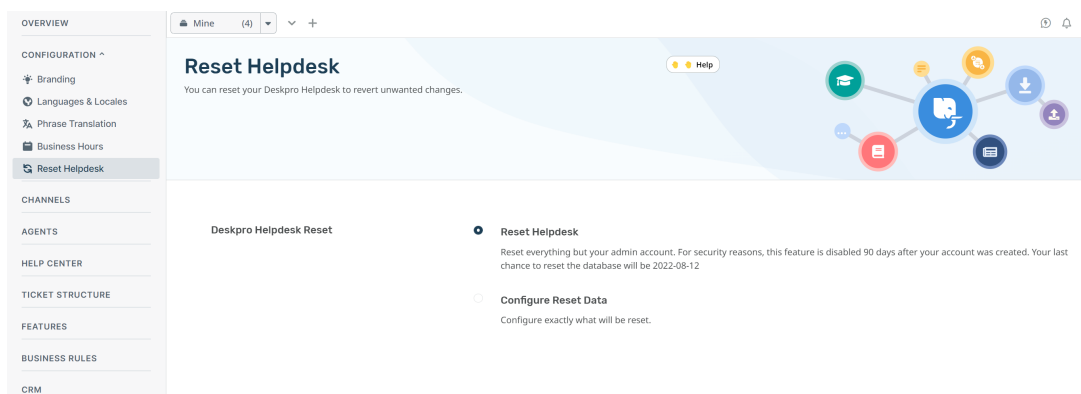 OVERVIEW
CONFIGURATION
Branding
Languages & Locales
Phrase Translation
Business Hours
Reset Helpdesk
CHANNELS
AGENTS
HELP CENTER
TICKET STRUCTURE
FEATURES
BUSINESS RULES
CRM
Mine (4)
Reset Helpdesk
Help
You can reset your Deskpro Helpdesk to revert unwanted changes.
Deskpro Helpdesk Reset
Reset Helpdesk
Reset everything but your admin account. For security reasons, this feature is disabled 90 days after your account was created. Your last
chance to reset the database will be 2022-08-12
Configure Reset Data
Configure exactly what will be reset.